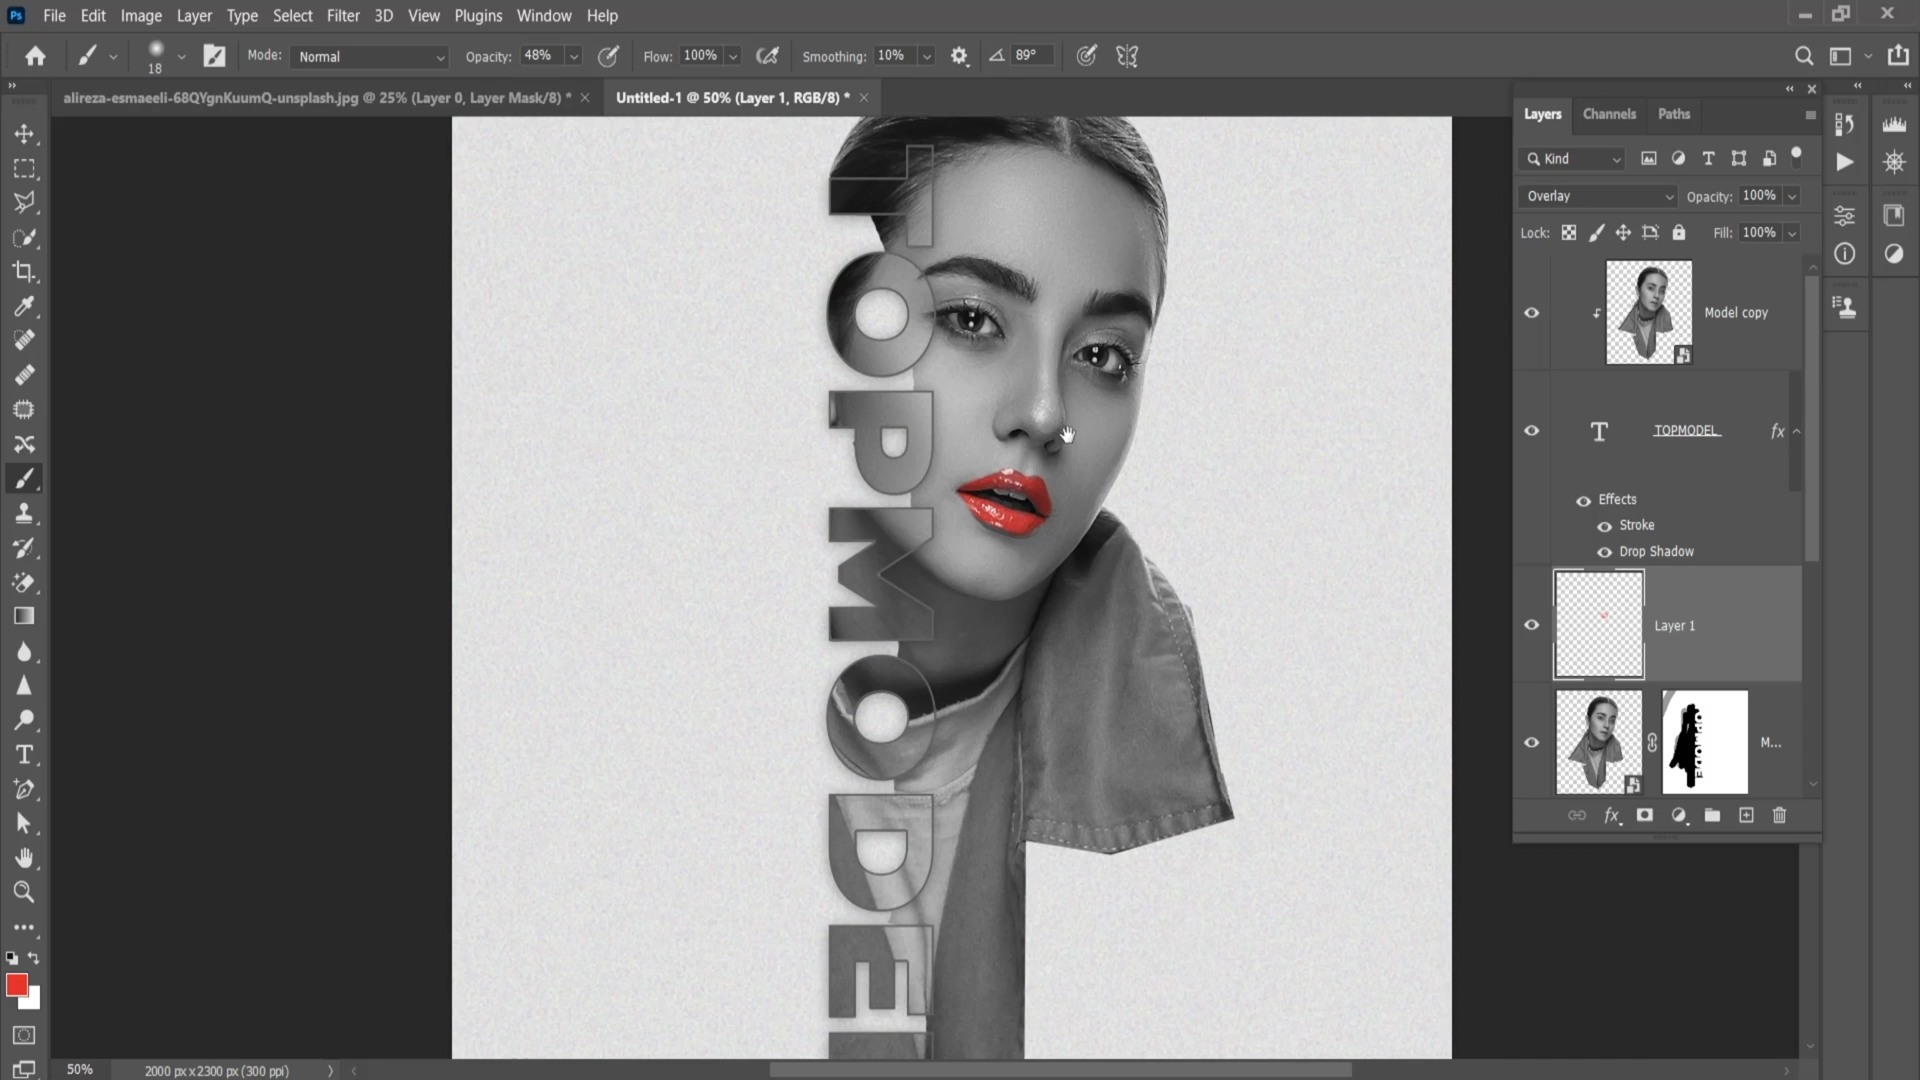 Ps File Edit Image Layer Type Select Filter 3D View Plugins Window Help
18 Mode: Normal Opacity: 48% Flow: 100% Smoothing: 10% 89°
alireza-esmaeeli-68QYgnKuumQ-unsplash.jpg @ 25% (Layer 0, Layer Mask/8) * Untitled-1 @ 50% (Layer 1, RGB/8) *
Layers Channels Paths
Kind
Overlay Opacity: 100%
Lock: Fill: 100%
Model copy
TOPMODEL fx
Effects
Stroke
Drop Shadow
Layer 1
M...
fx
TOPMODEL
50% 2000 px x 2300 px (300 ppi)